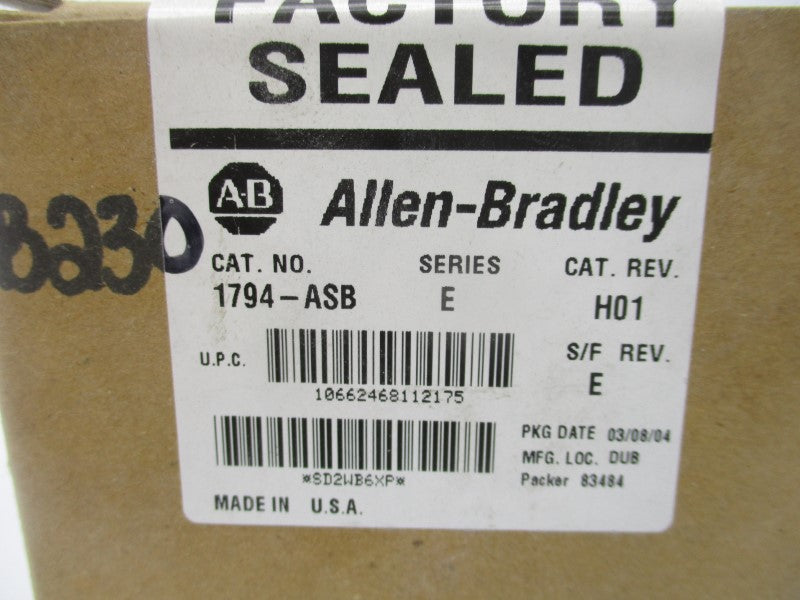 FACTORY
SEALED
A-B Allen-Bradley
B230
CAT. NO. SERIES CAT. REV.
1794-ASB E H01
U.P.C. S/F REV.
10662468112175 E
*SD2WB6XP*
PKG DATE 03/08/04
MFG. LOC. DUB
Packer 83484
MADE IN U.S.A.